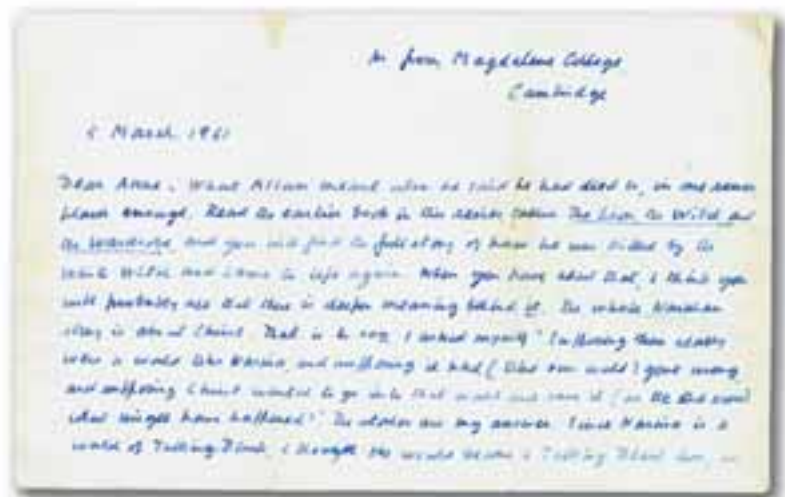 as from Magdalene College
Cambridge
5 March 1961
Dear Anne – What Aslan meant when he said he had died is, in one sense
plain enough. Read the earlier book in this series called The Lion the Witch and
the Wardrobe and you will find the full story of how he was killed by the
White Witch and came to life again. When you have read that, I think you
will probably see that there is deeper meaning behind it. The whole Narnian
story is about Christ. That is to say, I asked myself 'Supposing there really
were a world like Narnia, and supposing it had (like our world) gone wrong
and supposing Christ wanted to go into that world and save it (as He did ours)
what might have happened?' The stories are my answer. Since Narnia is a
world of Talking Beasts, I thought He would become a Talking Beast there, as